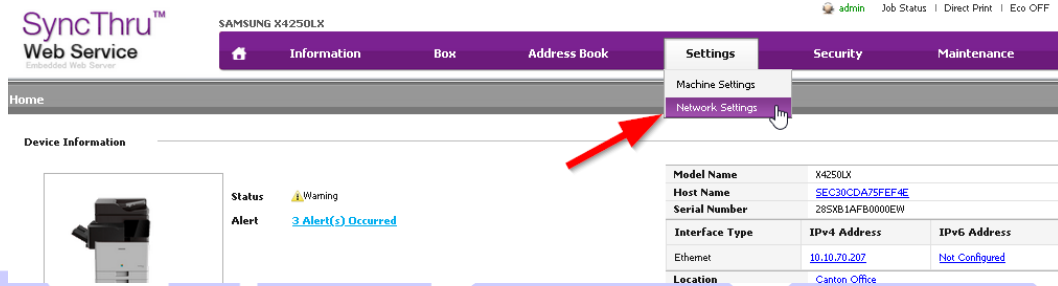 SyncThru™
Web Service
Embedded Web Server
SAMSUNG X4250LX
admin Job Status | Direct Print | Eco OFF
Information Box Address Book Settings Security Maintenance
Machine Settings
Network Settings
Home
Device Information
Status Warning
Alert 3 Alert(s) Occurred
Model Name X4250LX
Host Name SEC30CDA75FEF4E
Serial Number 28SXB1AFB0000EW
Interface Type IPv4 Address IPv6 Address
Ethernet 10.10.70.207 Not Configured
Location Canton Office